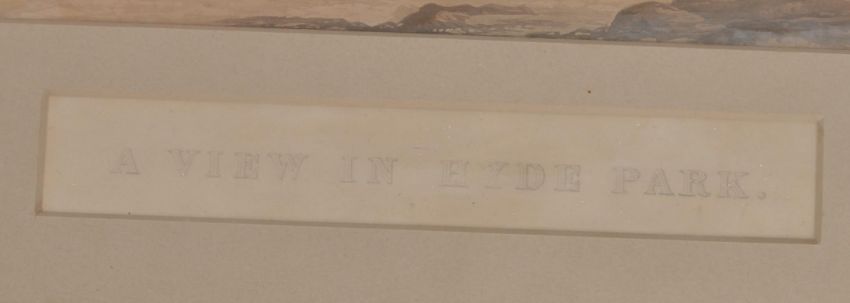 A VIEW IN HYDE PARK.